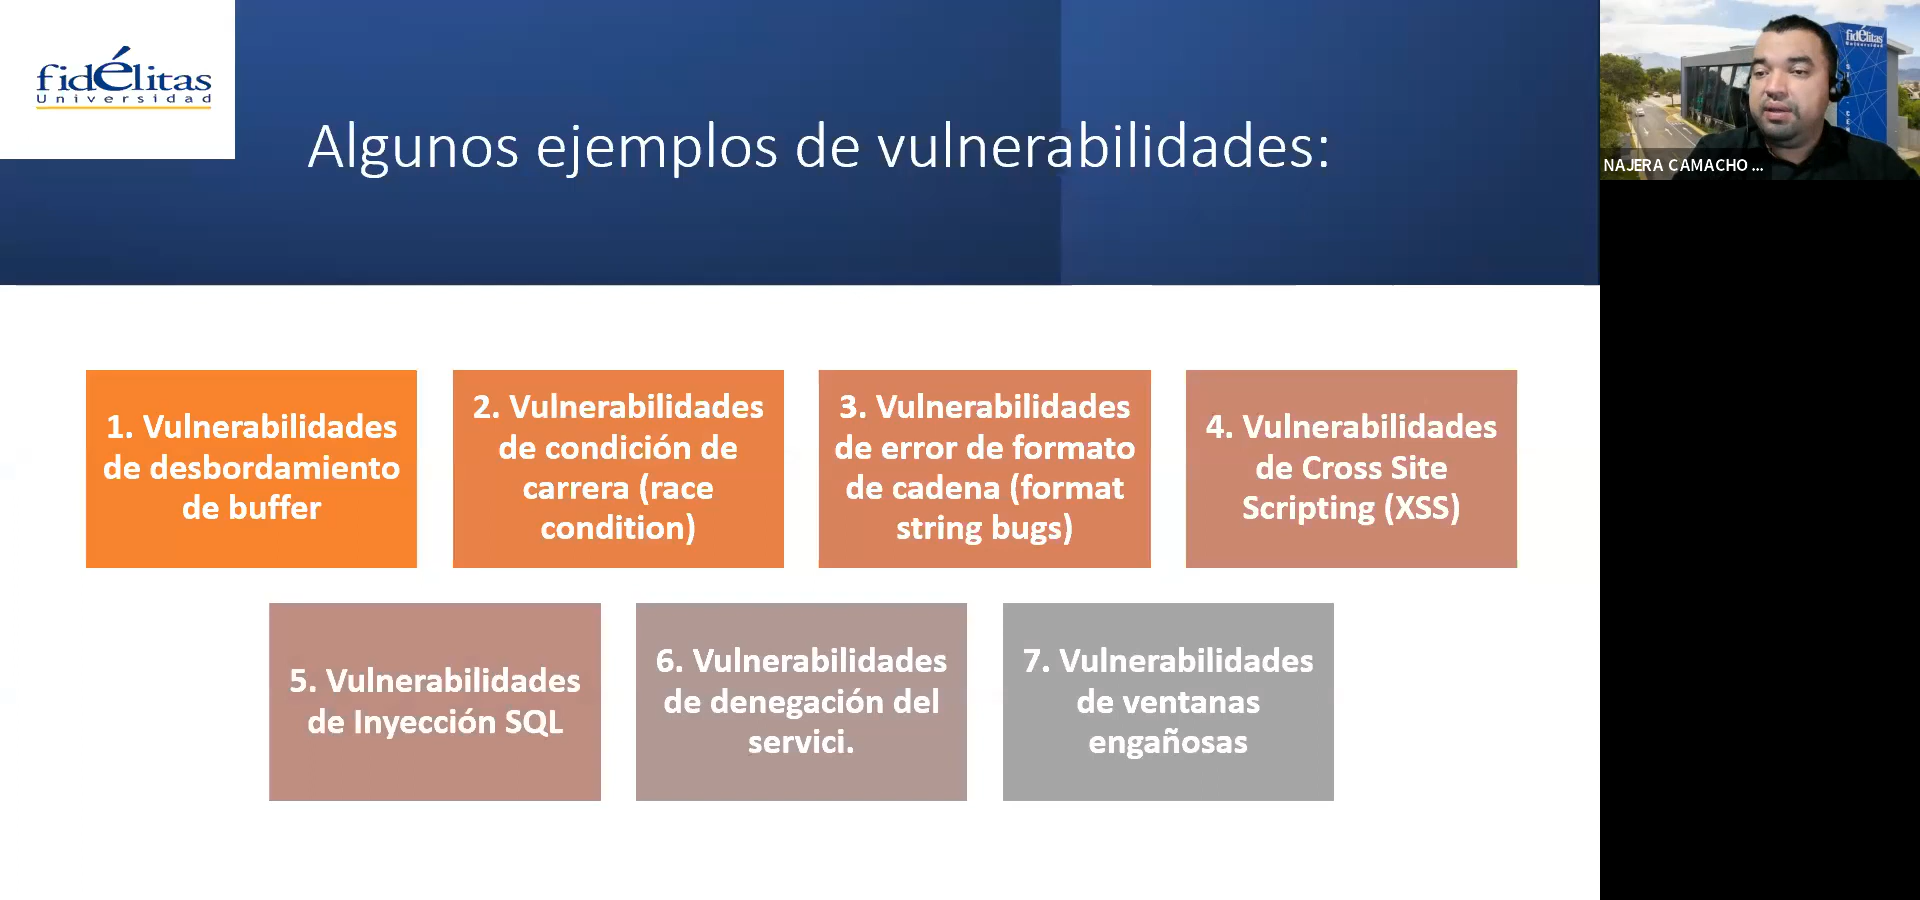 fidélitas
Universidad
Algunos ejemplos de vulnerabilidades:
1. Vulnerabilidades
de desbordamiento
de buffer
2. Vulnerabilidades
de condición de
carrera (race
condition)
3. Vulnerabilidades
de error de formato
de cadena (format
string bugs)
4. Vulnerabilidades
de Cross Site
Scripting (XSS)
5. Vulnerabilidades
de Inyección SQL
6. Vulnerabilidades
de denegación del
servici.
7. Vulnerabilidades
de ventanas
engañosas
fidélitas
Universidad
NAJERA CAMACHO ...